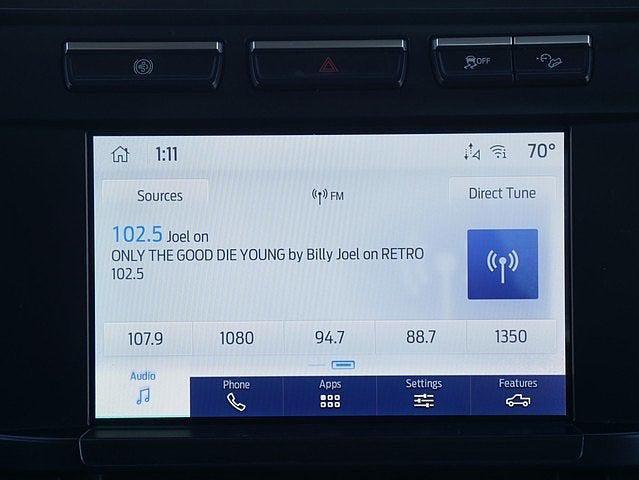 OFF
1:11
70°
Sources
FM
Direct Tune
102.5 Joel on
ONLY THE GOOD DIE YOUNG by Billy Joel on RETRO
102.5
107.9
1080
94.7
88.7
1350
Audio
Phone
Apps
Settings
Features